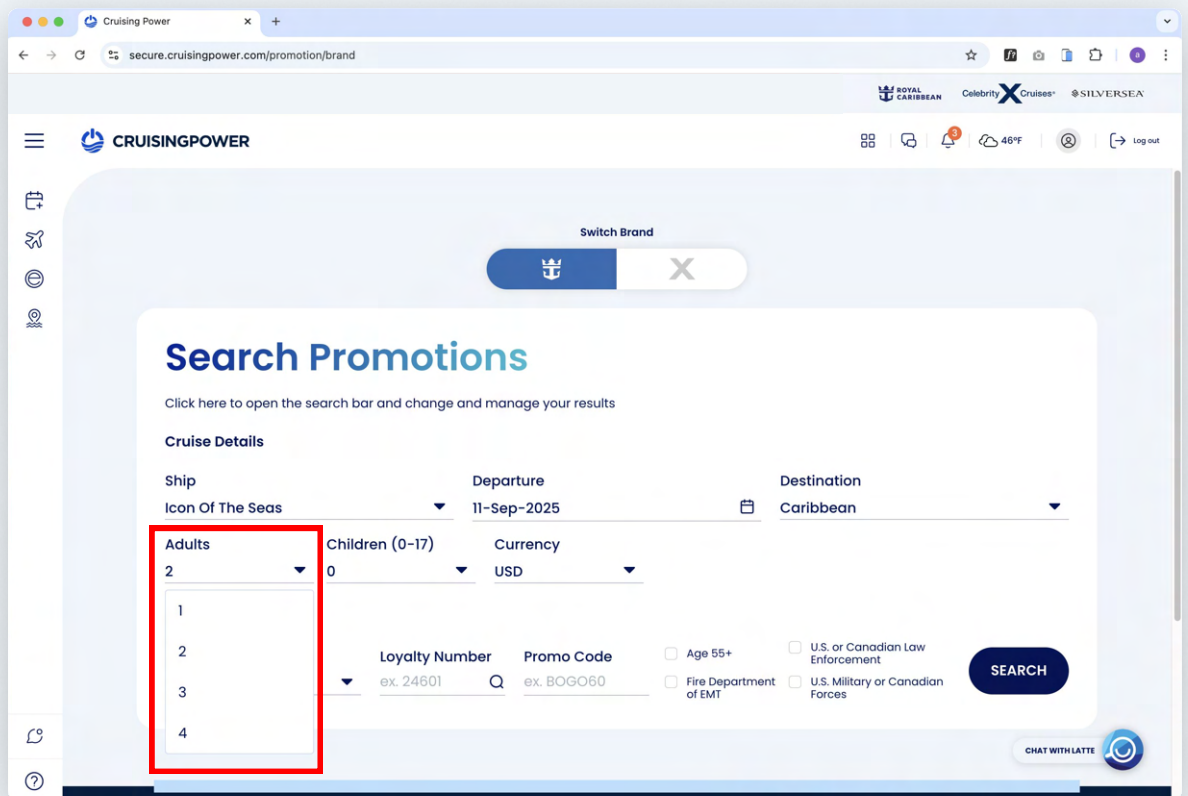 Cruising Power
secure.cruisingpower.com/promotion/brand
ROYAL CARIBBEAN
Celebrity X Cruises®
SILVERSEA
CRUISINGPOWER
3
46°F
Log out
Switch Brand
X
Search Promotions
Click here to open the search bar and change and manage your results
Cruise Details
Ship
Departure
Destination
Icon Of The Seas
11-Sep-2025
Caribbean
Adults
Children (0-17)
Currency
2
0
USD
1
2
3
4
Loyalty Number
ex. 24601
Promo Code
ex. BOGO60
Age 55+
Fire Department
of EMT
U.S. or Canadian Law
Enforcement
U.S. Military or Canadian
Forces
SEARCH
CHAT WITH LATTE